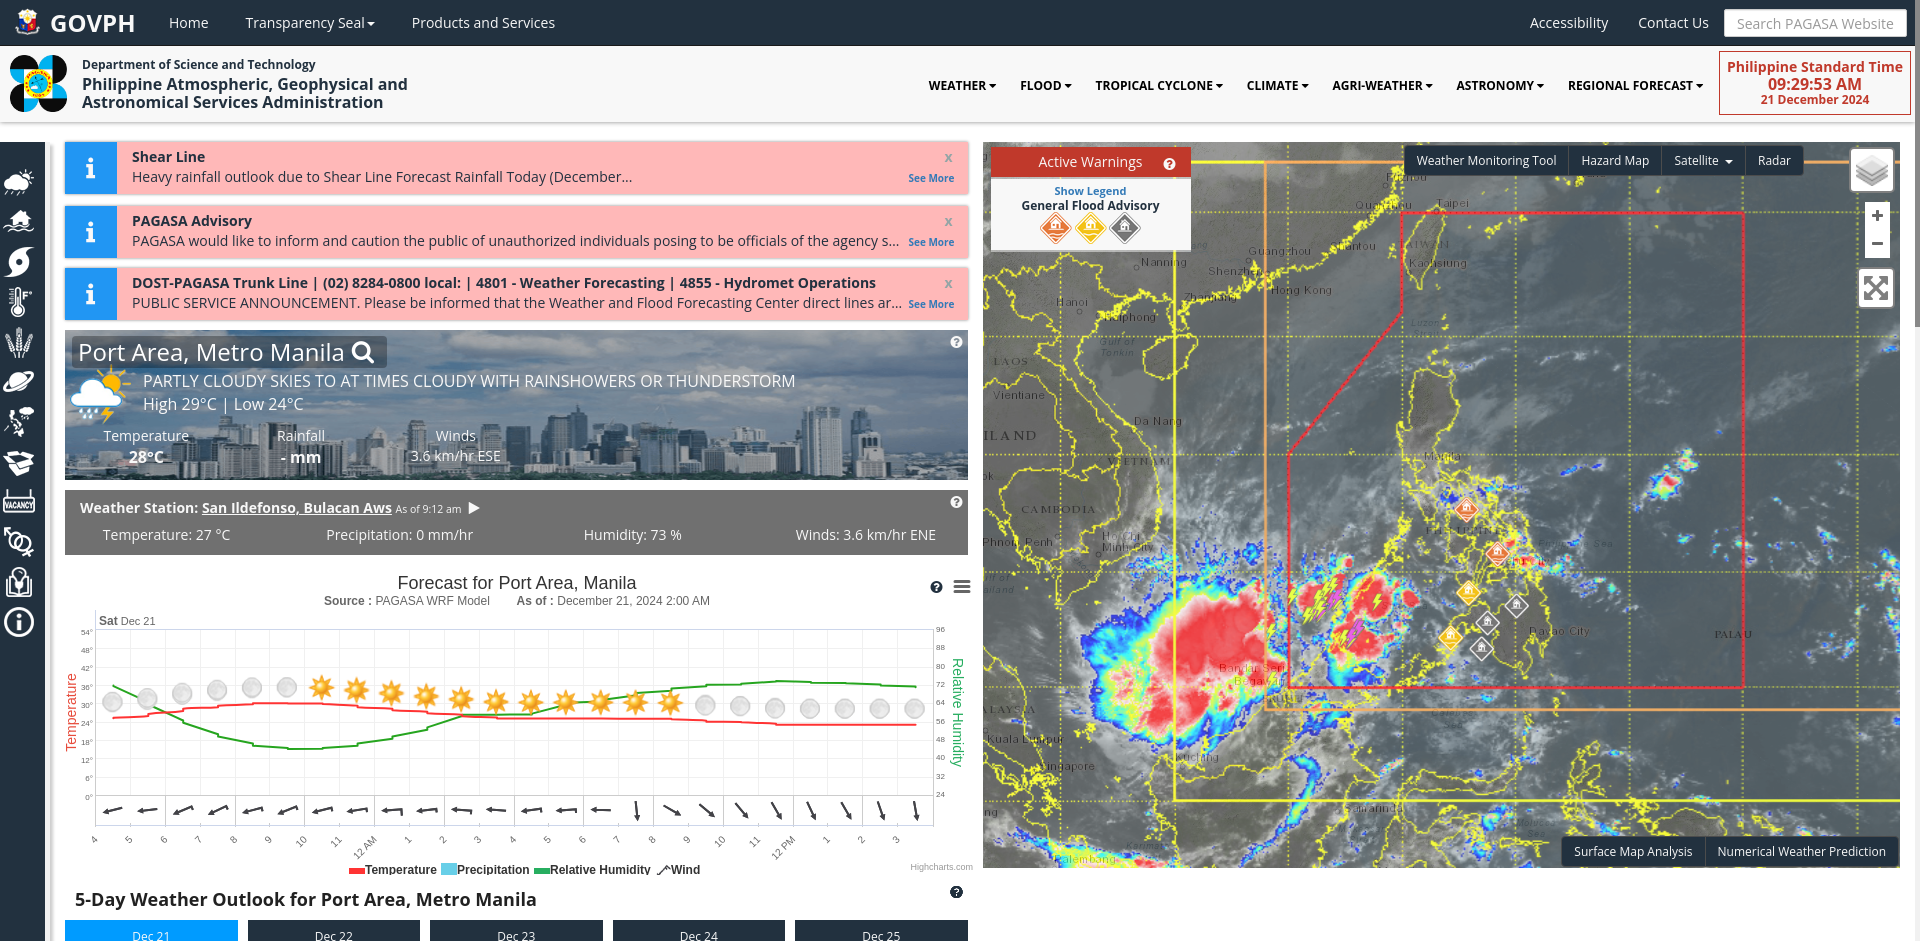 GOVPH
Home
Transparency Seal
Products and Services
Accessibility
Contact Us
Search PAGASA Website
Department of Science and Technology
Philippine Atmospheric, Geophysical and
Astronomical Services Administration
WEATHER
FLOOD
TROPICAL CYCLONE
CLIMATE
AGRI-WEATHER
ASTRONOMY
REGIONAL FORECAST
Philippine Standard Time
09:29:53 AM
21 December 2024
Shear Line
x
Heavy rainfall outlook due to Shear Line Forecast Rainfall Today (December...
See More
PAGASA Advisory
x
PAGASA would like to inform and caution the public of unauthorized individuals posing to be officials of the agency s...
See More
DOST-PAGASA Trunk Line | (02) 8284-0800 local: | 4801 - Weather Forecasting | 4855 - Hydromet Operations
x
PUBLIC SERVICE ANNOUNCEMENT. Please be informed that the Weather and Flood Forecasting Center direct lines ar...
See More
Port Area, Metro Manila
PARTLY CLOUDY SKIES TO AT TIMES CLOUDY WITH RAINSHOWERS OR THUNDERSTORM
High 29°C | Low 24°C
Temperature
Rainfall
Winds
28°C
- mm
3.6 km/hr ESE
Weather Station: San Ildefonso, Bulacan Aws As of 9:12 am
Temperature: 27 °C
Precipitation: 0 mm/hr
Humidity: 73 %
Winds: 3.6 km/hr ENE
Forecast for Port Area, Manila
Source : PAGASA WRF Model As of : December 21, 2024 2:00 AM
Sat Dec 21
Temperature
54°
48°
42°
36°
30°
24°
18°
12°
6°
0°
96
88
80
72
64
56
48
40
32
24
Relative Humidity
4 5 6 7 8 9 10 11 12 AM 1 2 3 4 5 6 7 8 9 10 11 12 PM 1 2 3
Temperature Precipitation Relative Humidity Wind
Highcharts.com
5-Day Weather Outlook for Port Area, Metro Manila
Dec 21
Dec 22
Dec 23
Dec 24
Dec 25
Active Warnings
Show Legend
General Flood Advisory
Weather Monitoring Tool
Hazard Map
Satellite
Radar
+
−
Taipei
Guangzhou
Shantou
TAIWAN
Nanning
Shenzhen
Kaohsiung
Hong Kong
Zhanjiang
Hanoi
Haiphong
Luzon
Gulf of
Tonkin
LAOS
Vientiane
Da Nang
ILAND
VIETNAM
Manila
CAMBODIA
Phnom Penh
Ho Chi
Minh City
Davao City
PALAU
Bandar Seri
Begawan
ALAYSIA
Kuala Lumpur
Kuching
Singapore
Palembang
Surface Map Analysis
Numerical Weather Prediction